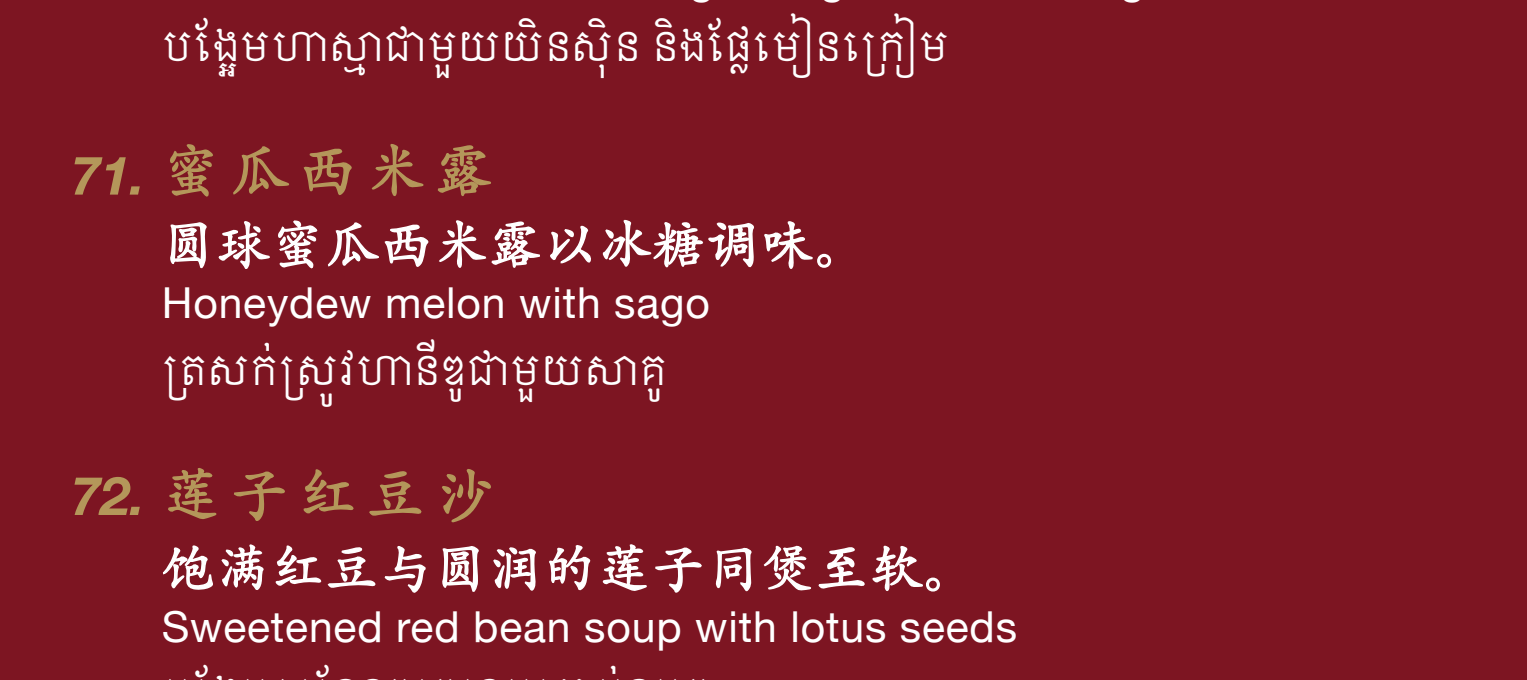 បង្អែមហាស្មាជាមួយយិនស៊ិន និងផ្លែមៀនក្រៀម
71. 蜜瓜西米露
圆球蜜瓜西米露以冰糖调味。
Honeydew melon with sago
ត្រសក់ស្រូវហានីឌូជាមួយសាគូ
72. 莲子红豆沙
饱满红豆与圆润的莲子同煲至软。
Sweetened red bean soup with lotus seeds